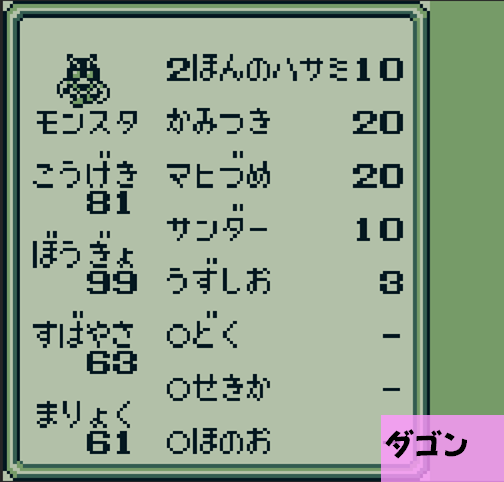 2ほんのハサミ10
モンスタ かみつき 20
こうげき 81 マヒづめ 20
サンダー 10
ぼうぎょ 99 うずしお 3
すばやさ 63 ○どく -
○せきか -
まりょく 61 ○ほのお
ダゴン